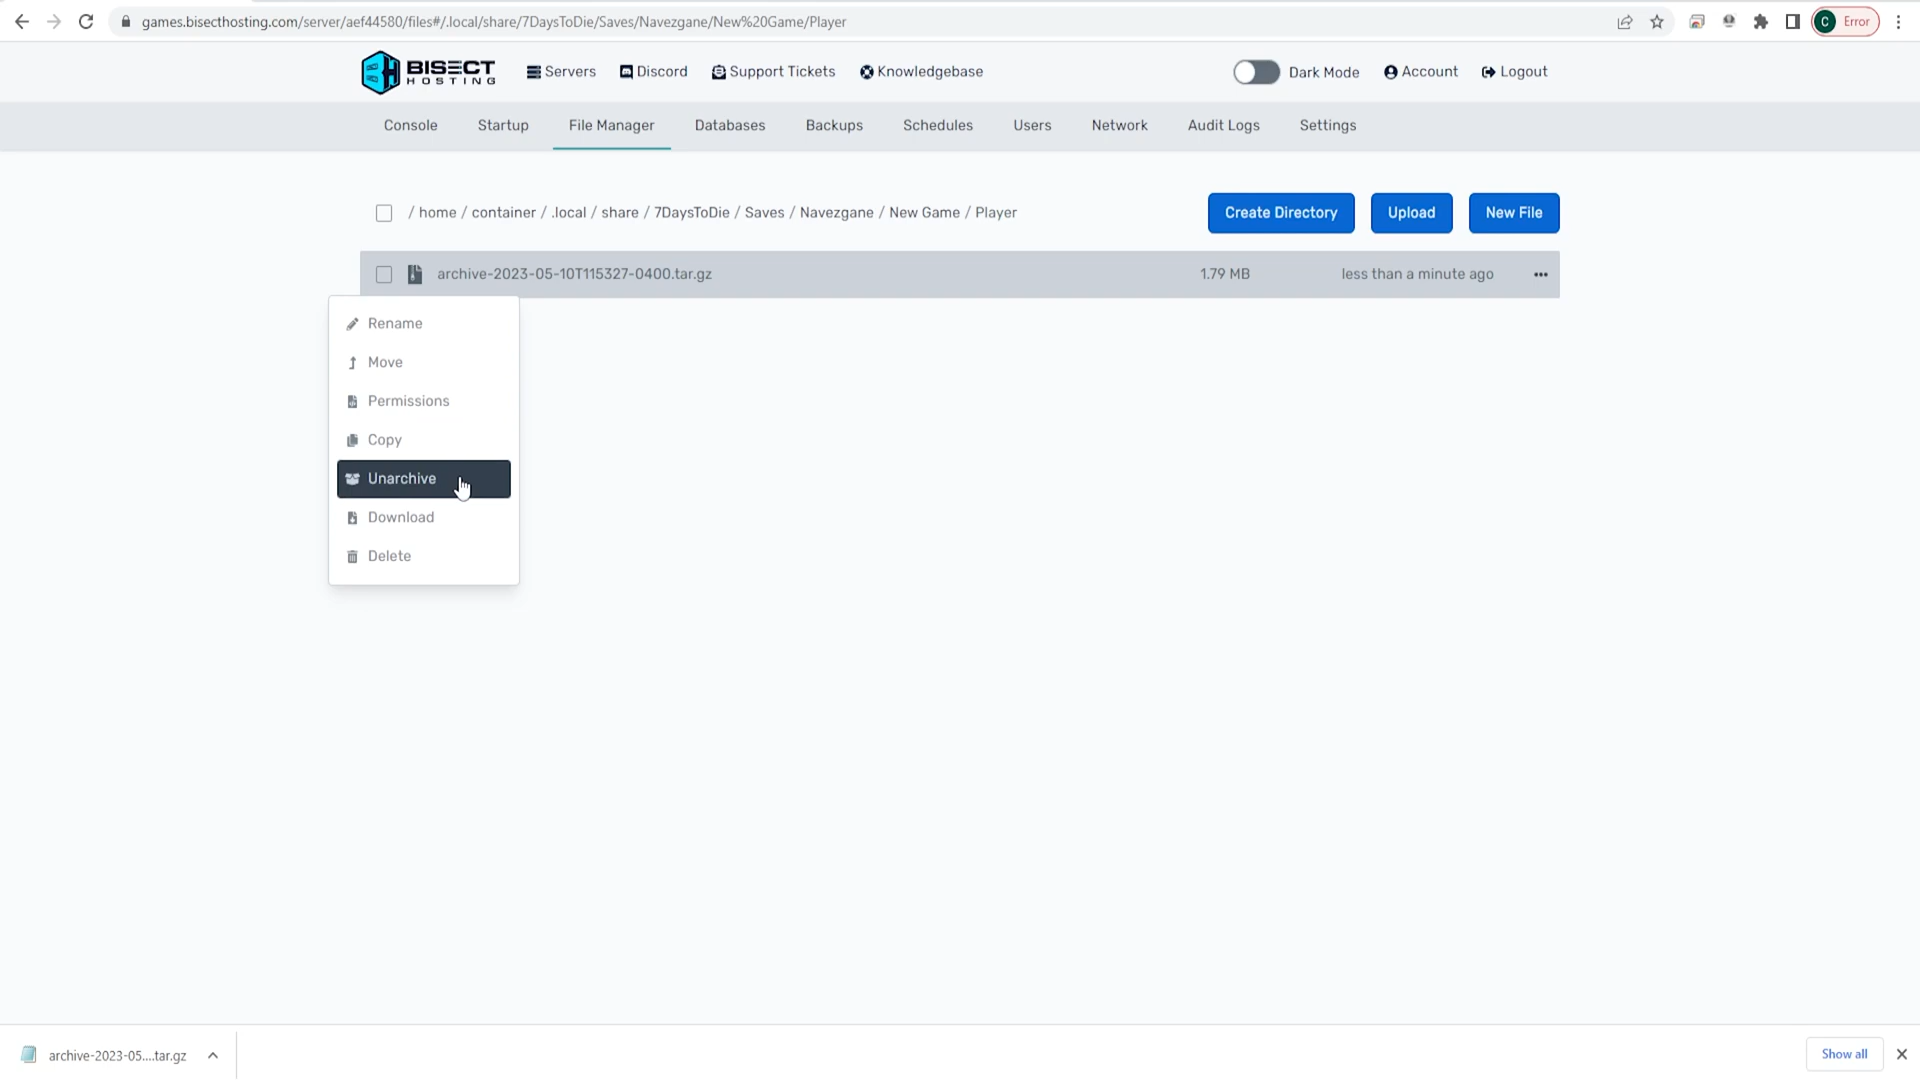 games.bisecthosting.com/server/aef44580/files#/.local/share/7DaysToDie/Saves/Navezgane/New%20Game/Player
C Error
BISECT HOSTING Servers Discord Support Tickets Knowledgebase Dark Mode Account Logout
Console Startup File Manager Databases Backups Schedules Users Network Audit Logs Settings
/ home / container / .local / share / 7DaysToDie / Saves / Navezgane / New Game / Player Create Directory Upload New File
archive-2023-05-10T115327-0400.tar.gz 1.79 MB less than a minute ago
Rename
Move
Permissions
Copy
Unarchive
Download
Delete
archive-2023-05....tar.gz Show all